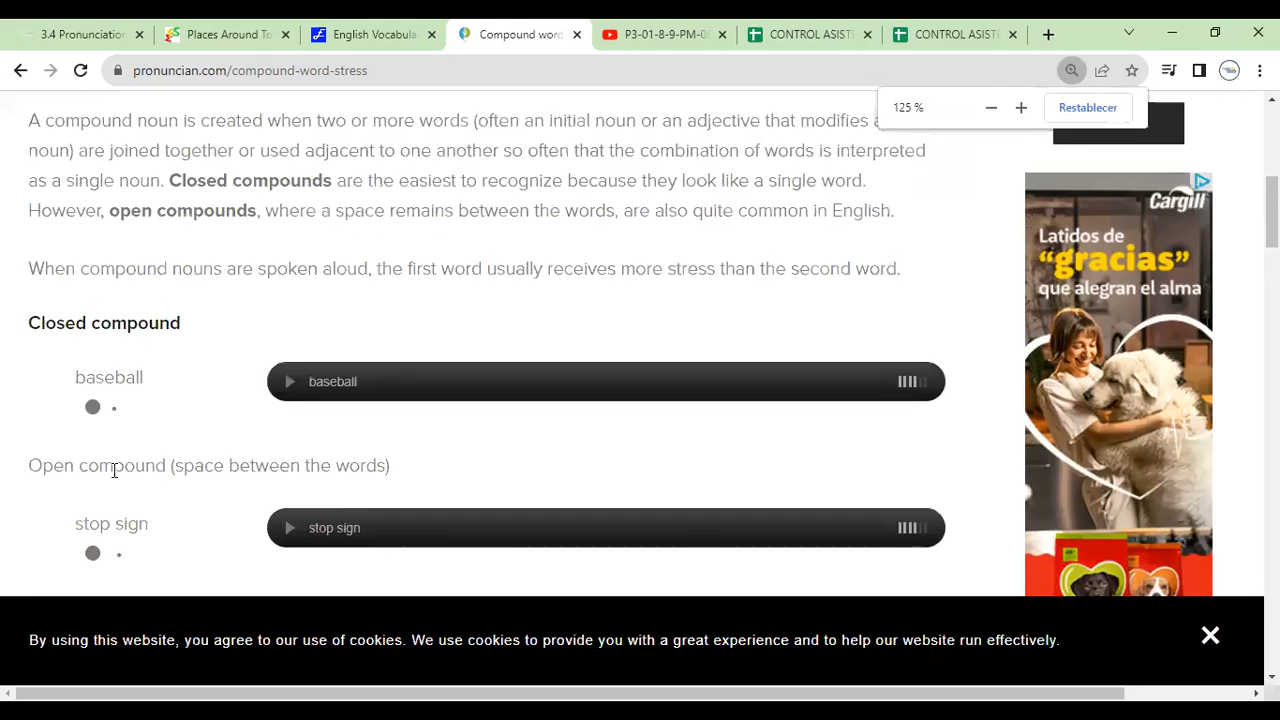 3.4 Pronunciation
Places Around To
English Vocabula
Compound word
P3-01-8-9-PM-0
CONTROL ASIST
CONTROL ASIST
pronuncian.com/compound-word-stress
125 %
Restablecer
A compound noun is created when two or more words (often an initial noun or an adjective that modifies a
noun) are joined together or used adjacent to one another so often that the combination of words is interpreted
as a single noun. Closed compounds are the easiest to recognize because they look like a single word.
However, open compounds, where a space remains between the words, are also quite common in English.
When compound nouns are spoken aloud, the first word usually receives more stress than the second word.
Closed compound
baseball
baseball
Open compound (space between the words)
stop sign
stop sign
Cargill
Latidos de
“gracias”
que alegran el alma
By using this website, you agree to our use of cookies. We use cookies to provide you with a great experience and to help our website run effectively.